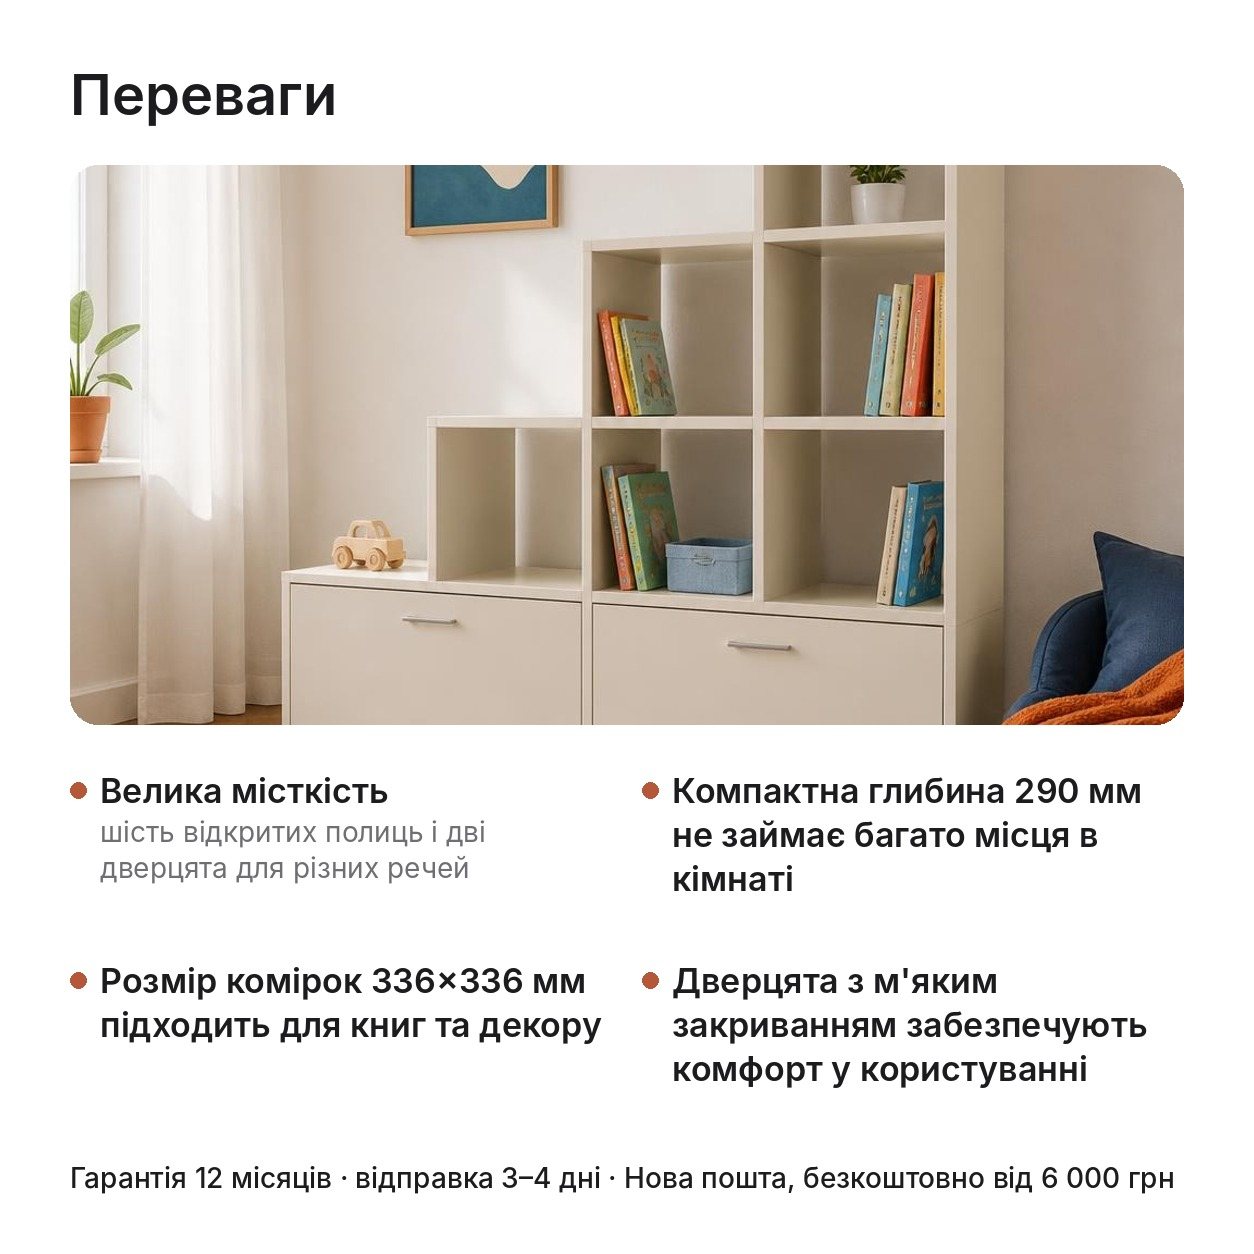 Переваги
Велика місткість
шість відкритих полиць і дві
дверцята для різних речей
Компактна глибина 290 мм
не займає багато місця в
кімнаті
Розмір комірок 336×336 мм
підходить для книг та декору
Дверцята з м'яким
закриванням забезпечують
комфорт у користуванні
Гарантія 12 місяців · відправка 3–4 дні · Нова пошта, безкоштовно від 6 000 грн